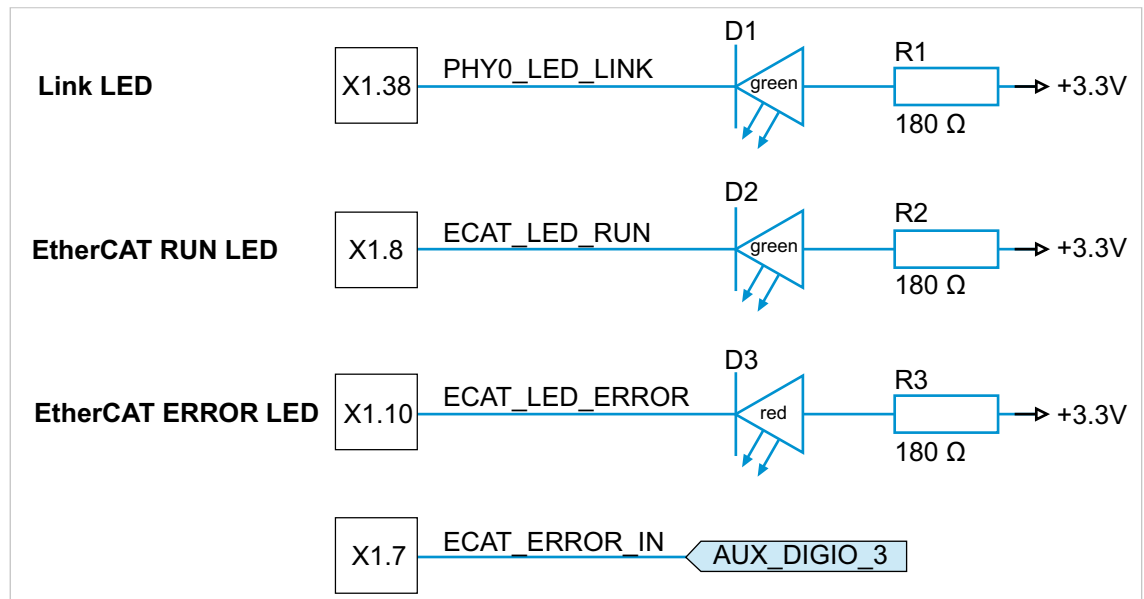 D1
R1
Link LED X1.38 PHY0_LED_LINK green +3.3V
180 Ω
D2
R2
EtherCAT RUN LED X1.8 ECAT_LED_RUN green +3.3V
180 Ω
D3
R3
EtherCAT ERROR LED X1.10 ECAT_LED_ERROR red +3.3V
180 Ω
X1.7 ECAT_ERROR_IN AUX_DIGIO_3